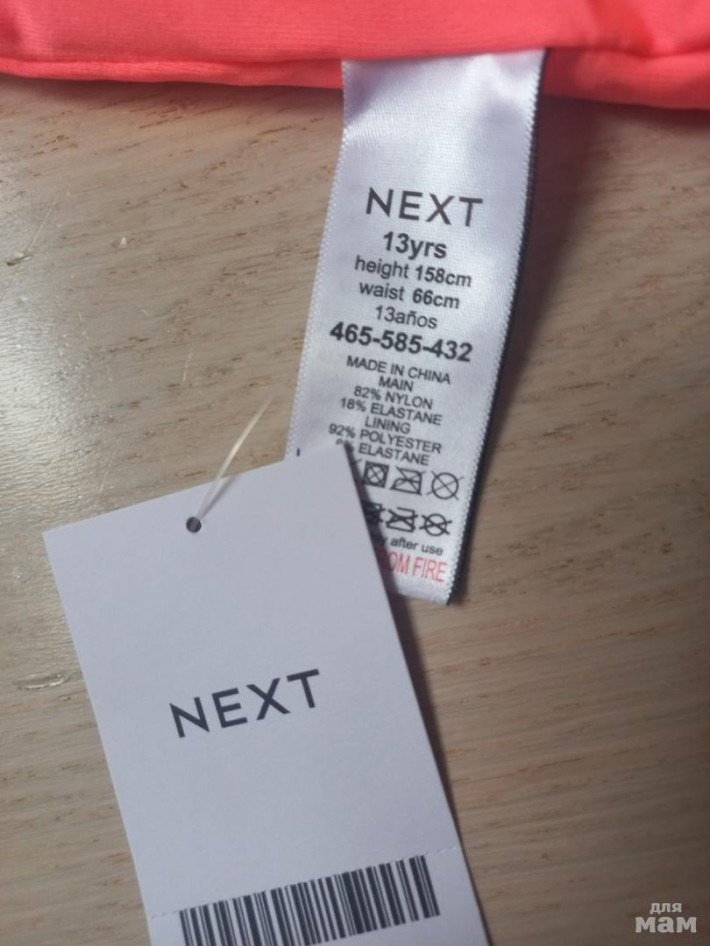 NEXT
13yrs
height 158cm
waist 66cm
13años
465-585-432
MADE IN CHINA
MAIN
82% NYLON
18% ELASTANE
LINING
92% POLYESTER
ELASTANE
after use
FIRE
NEXT
для
мам